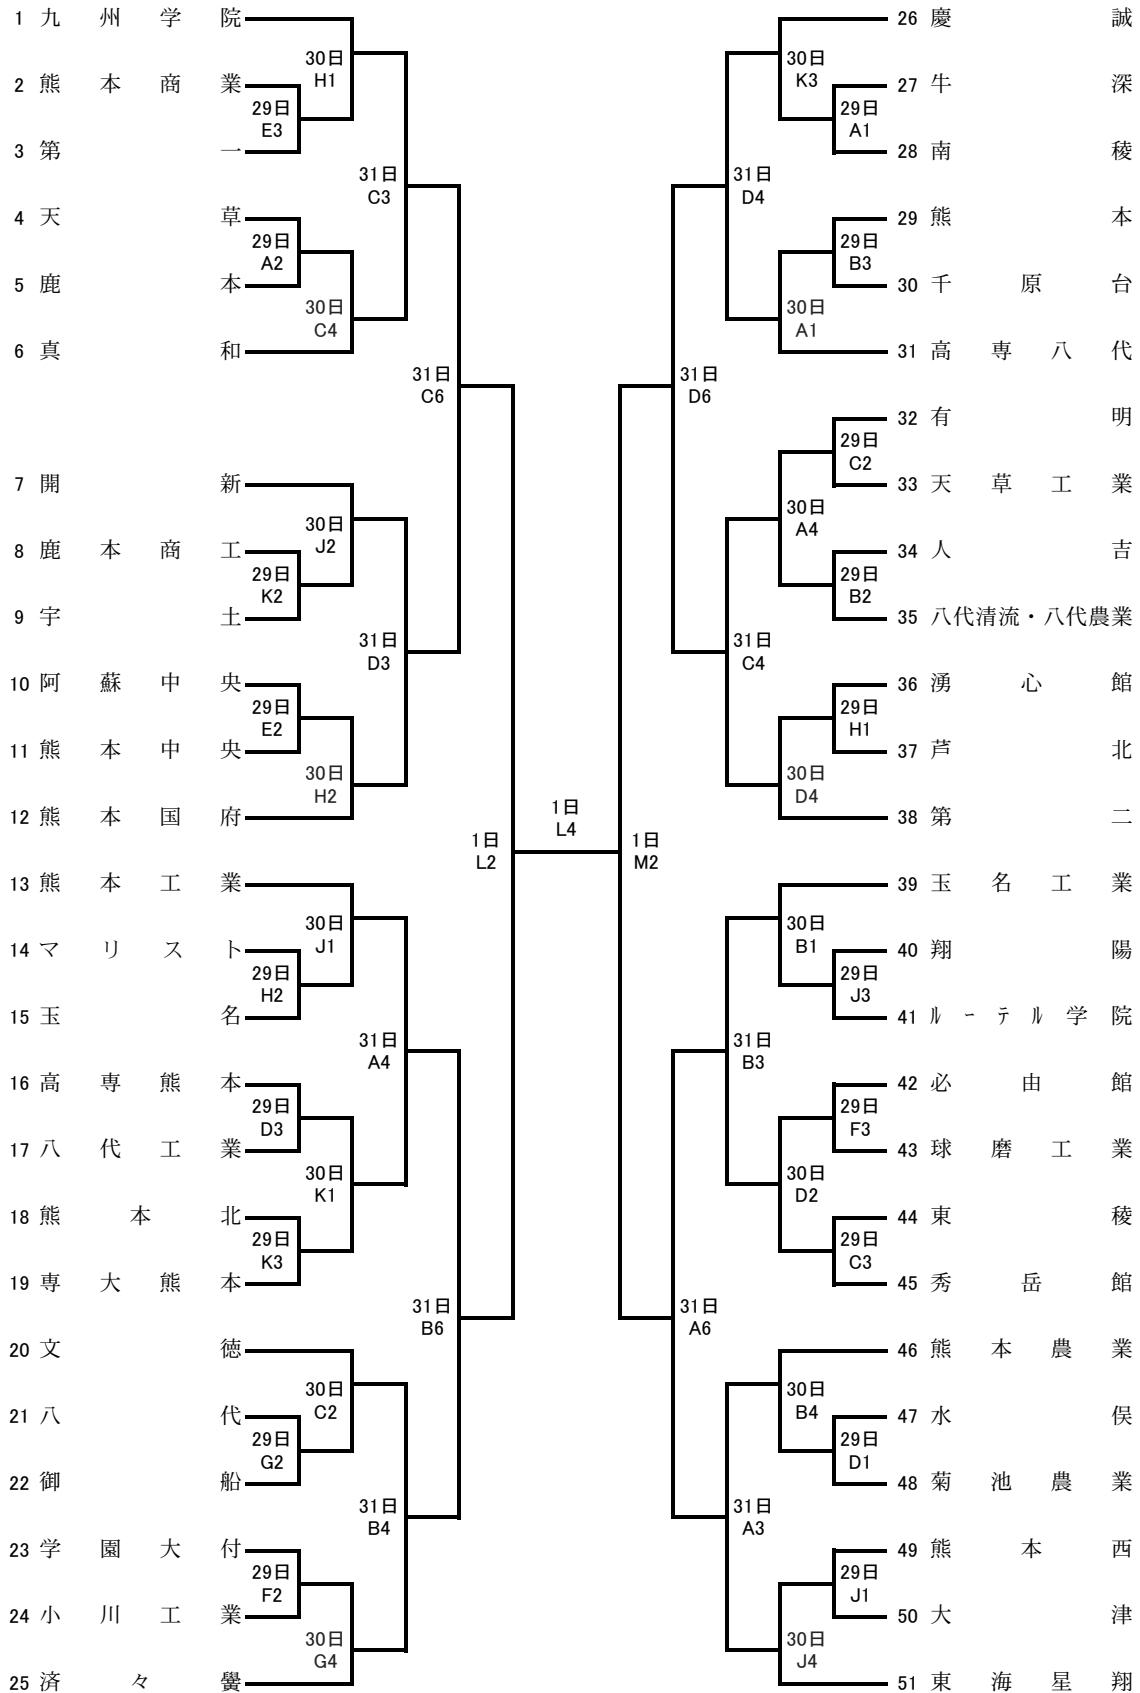 1 九州学院
30日
H1
2 熊本商業
29日
E3
3 第一
31日
C3
4 天草
29日
A2
5 鹿本
30日
C4
6 真和
31日
C6
7 開新
30日
J2
8 鹿本商工
29日
K2
9 宇土
31日
D3
10 阿蘇中央
29日
E2
11 熊本中央
30日
H2
12 熊本国府
1日
L2
13 熊本工業
30日
J1
14 マリスト
29日
H2
15 玉名
31日
A4
16 高専熊本
29日
D3
17 八代工業
30日
K1
18 熊本北
29日
K3
19 専大熊本
31日
B6
20 文徳
30日
C2
21 八代
29日
G2
22 御船
31日
B4
23 学園大付
29日
F2
24 小川工業
30日
G4
25 済々黌
1日
L4
26 慶誠
30日
K3
27 牛深
29日
A1
28 南稜
31日
D4
29 熊本
29日
B3
30 千原台
30日
A1
31 高専八代
31日
D6
32 有明
29日
C2
33 天草工業
30日
A4
34 人吉
29日
B2
35 八代清流・八代農業
31日
C4
36 湧心館
29日
H1
37 芦北
30日
D4
38 第二
1日
M2
39 玉名工業
30日
B1
40 翔陽
29日
J3
41 ﾙｰﾃﾙ学院
31日
B3
42 必由館
29日
F3
43 球磨工業
30日
D2
44 東稜
29日
C3
45 秀岳館
31日
A6
46 熊本農業
30日
B4
47 水俣
29日
D1
48 菊池農業
31日
A3
49 熊本西
29日
J1
50 大津
30日
J4
51 東海星翔